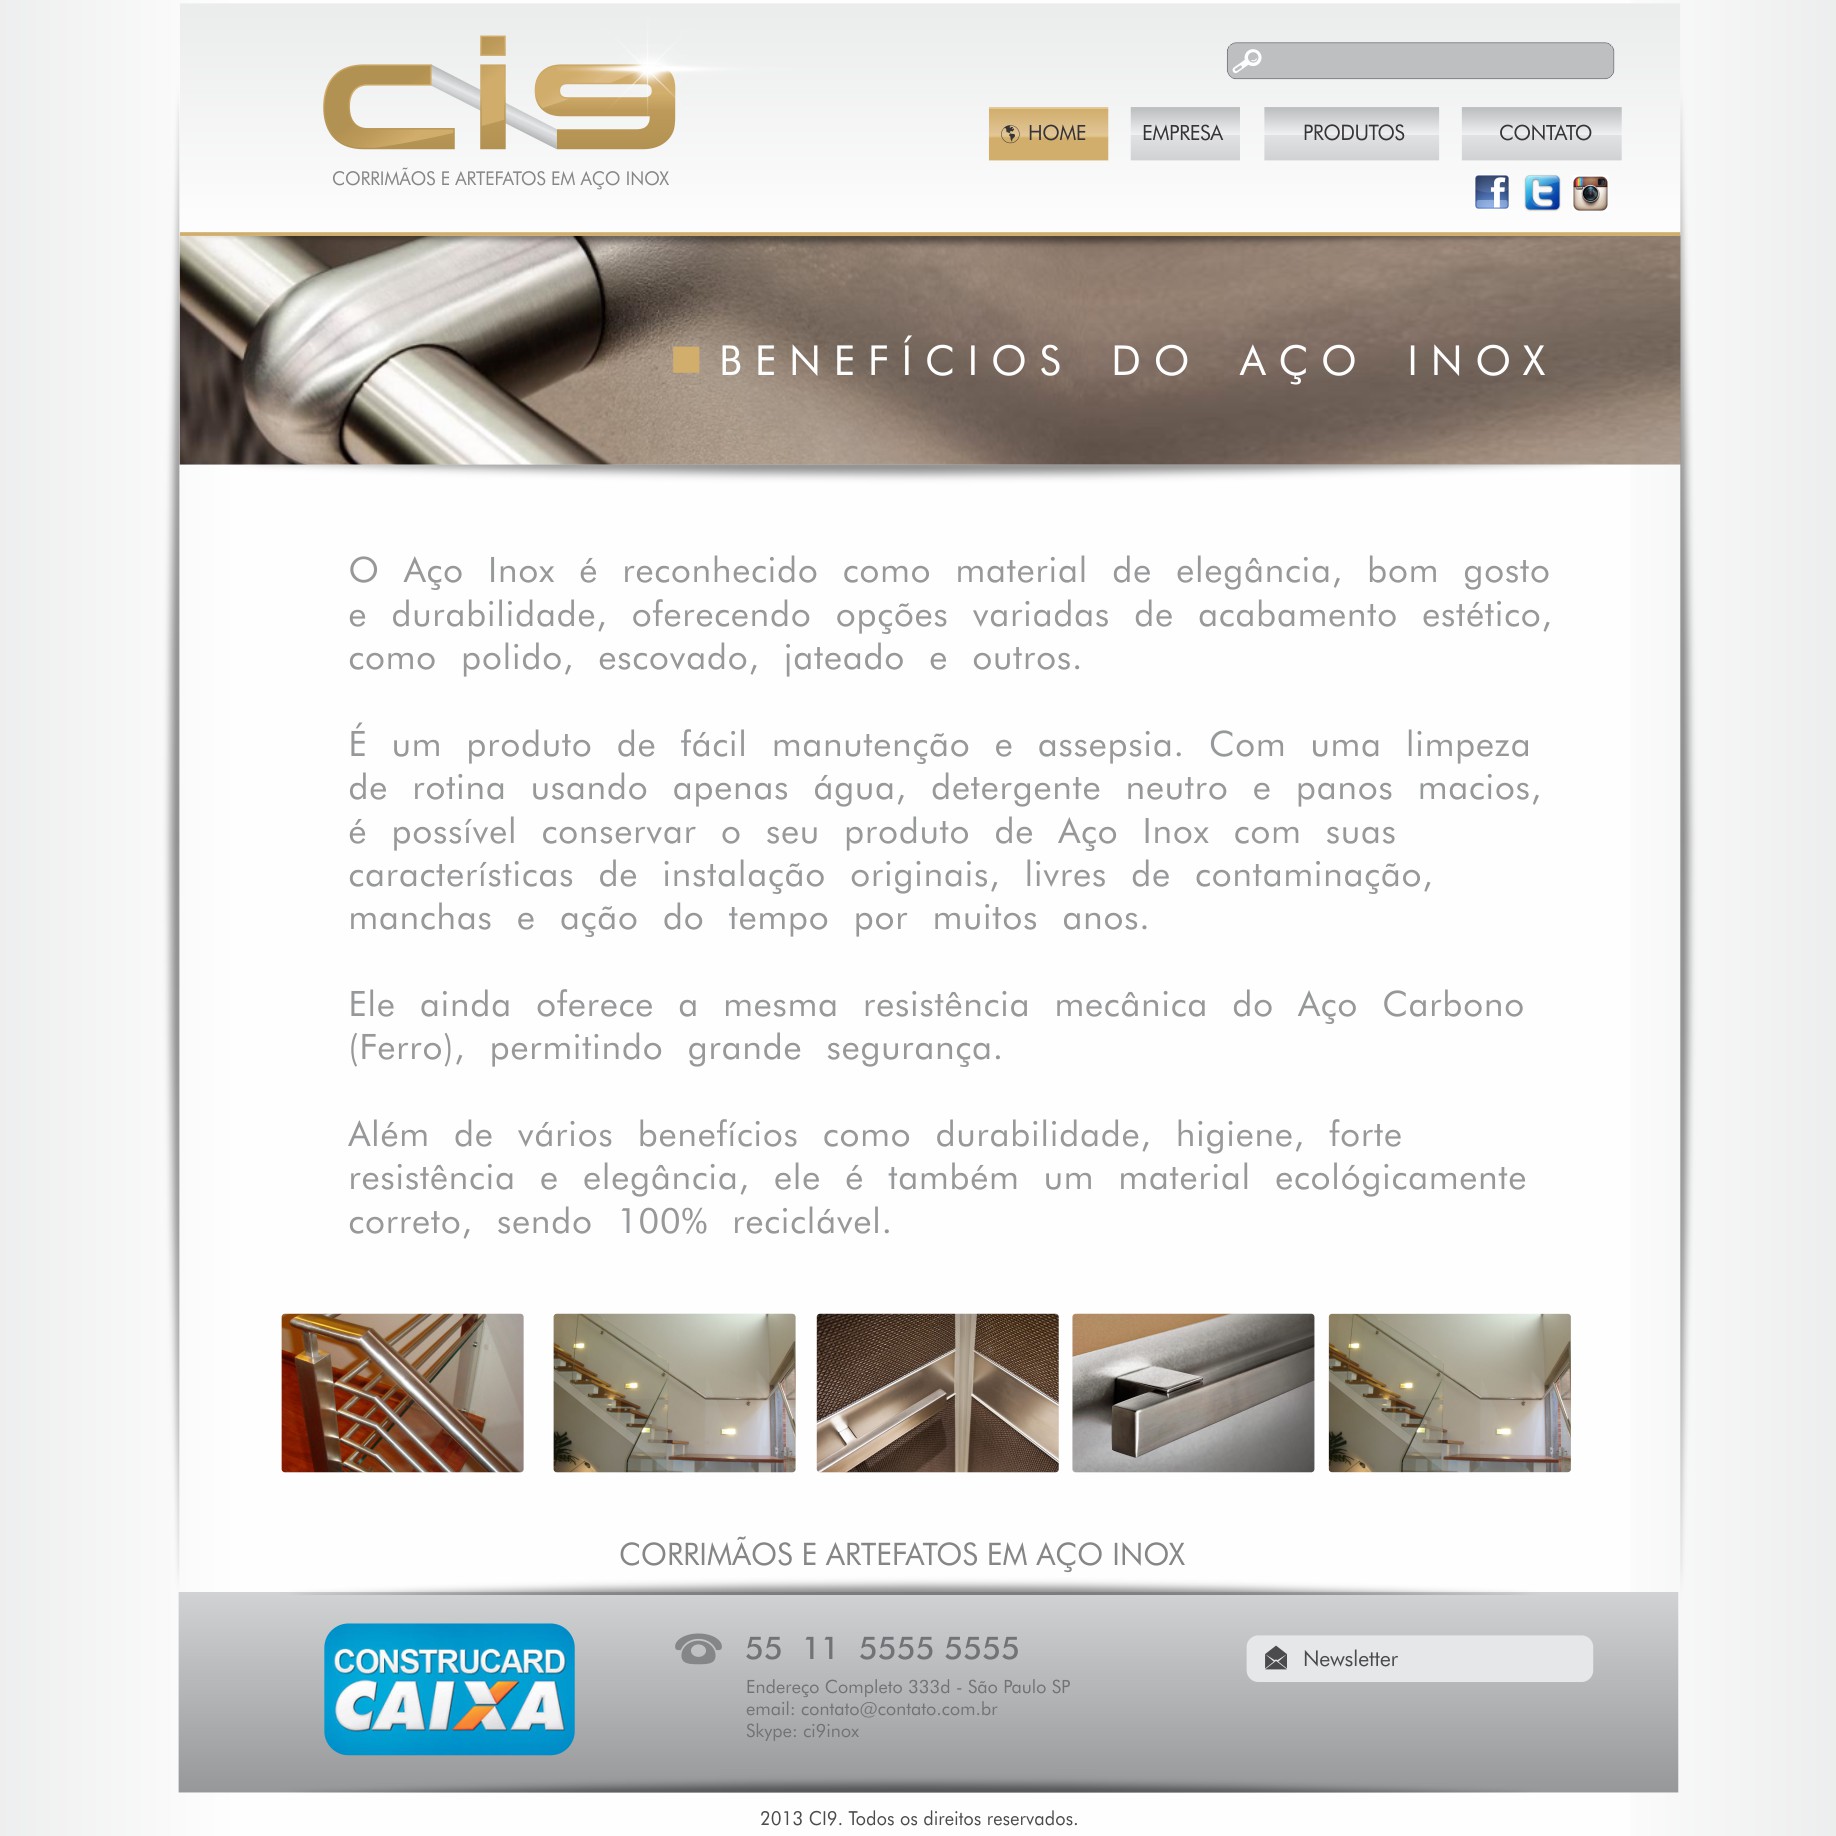 ci9
CORRIMÃOS E ARTEFATOS EM AÇO INOX
HOME EMPRESA PRODUTOS CONTATO
BENEFÍCIOS DO AÇO INOX
O Aço Inox é reconhecido como material de elegância, bom gosto
e durabilidade, oferecendo opções variadas de acabamento estético,
como polido, escovado, jateado e outros.
É um produto de fácil manutenção e assepsia. Com uma limpeza
de rotina usando apenas água, detergente neutro e panos macios,
é possível conservar o seu produto de Aço Inox com suas
características de instalação originais, livres de contaminação,
manchas e ação do tempo por muitos anos.
Ele ainda oferece a mesma resistência mecânica do Aço Carbono
(Ferro), permitindo grande segurança.
Além de vários benefícios como durabilidade, higiene, forte
resistência e elegância, ele é também um material ecológicamente
correto, sendo 100% reciclável.
CORRIMÃOS E ARTEFATOS EM AÇO INOX
CONSTRUCARD
CAIXA
55 11 5555 5555
Endereço Completo 333d - São Paulo SP
email: contato@contato.com.br
Skype: ci9inox
Newsletter
2013 CI9. Todos os direitos reservados.